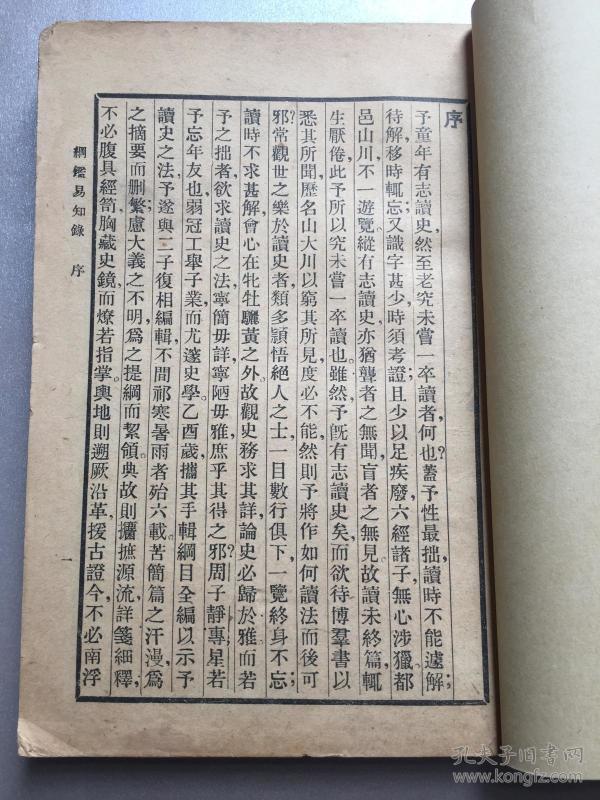 序
予童年有志讀史，然至老究未嘗一卒讀者，何也？蓋予性最拙，讀時不能遽解；
待解，移時輒忘；又識字甚少，時須考證；且少以足疾廢，六經諸子，無心涉獵，都
邑山川，不一遊覽，縱有志讀史，亦猶聾者之無聞，盲者之無見，故讀未終篇，輒
生厭倦，此予所以究未嘗一卒讀也。雖然，予旣有志讀史矣，而欲待博羣書以
悉其所聞，歷名山大川以窮其所見，度必不能，然則予將作如何讀法而後可
邪？常觀世之樂於讀史者，類多頴悟絕人之士，一目數行俱下，一覽終身不忘；
讀時不求甚解，會心在牝牡驪黃之外，故觀史務求其詳，論史必歸於雅，而若
予之拙者，欲求讀史之法，寧簡毋詳，寧陋毋雅，庶乎其得之邪？周子靜專星若，
予忘年友也，弱冠工舉子業，而尤邃史學，乙酉歲，攜其手輯綱目全編以示予
讀史之法，予遂與二子復相編輯，不間祁寒暑雨者殆六載，苦簡篇之汗漫，爲
之摘要而删繁；慮大義之不明，爲之提綱而絜領。典故則攟摭源流，詳箋細釋，
不必腹具經笥，胸藏史鏡，而燎若指掌；輿地則遡厥沿革，援古證今，不必南浮
綱鑑易知錄　序
一
孔夫子旧书网
www.kongfz.com